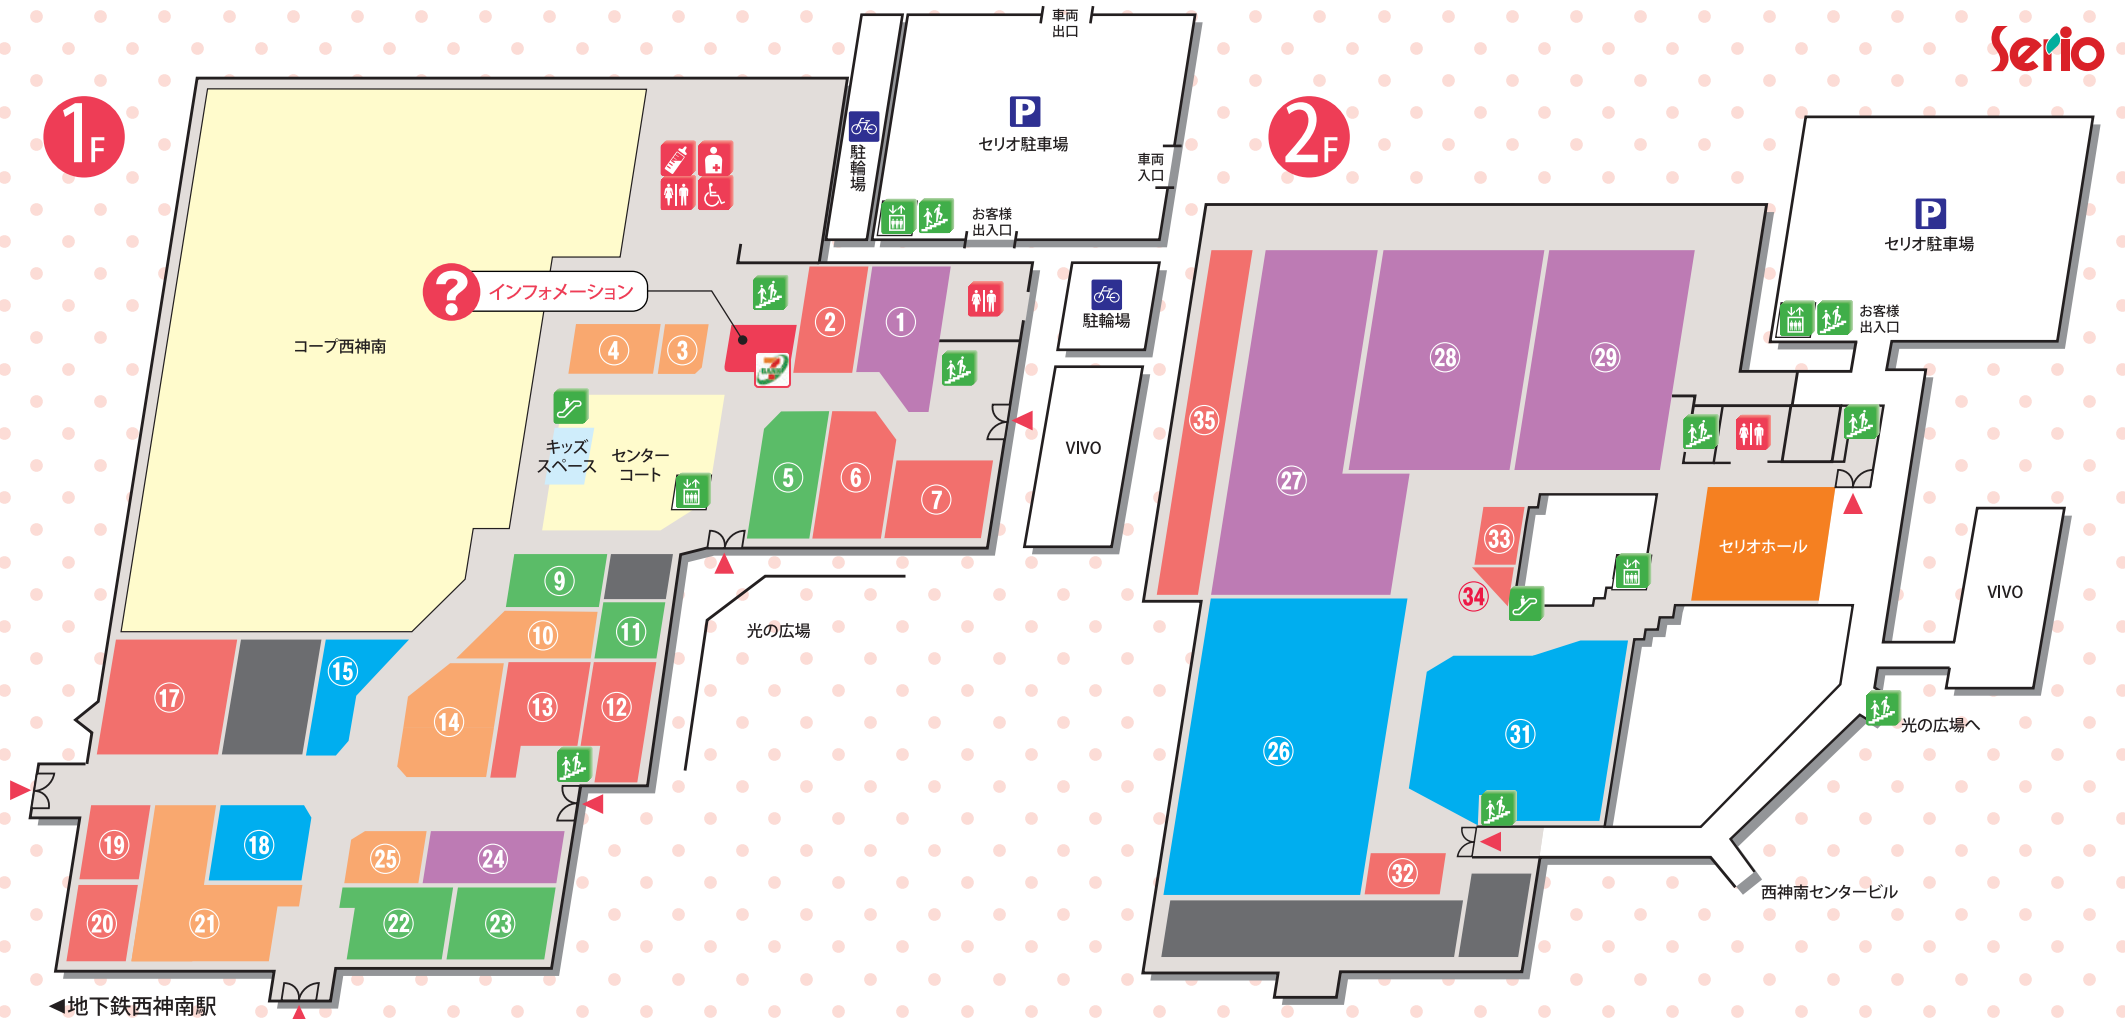 1F
コープ西神南
インフォメーション
キッズ
スペース
センター
コート
駐輪場
車両
出口
P
セリオ駐車場
車両
入口
お客様
出入口
駐輪場
VIVO
光の広場
7
BANK
1
2
3
4
5
6
7
9
10
11
12
13
14
15
17
18
19
20
21
22
23
24
25
◀地下鉄西神南駅
2F
Serio
P
セリオ駐車場
お客様
出入口
セリオホール
VIVO
光の広場へ
西神南センタービル
26
27
28
29
31
32
33
34
35